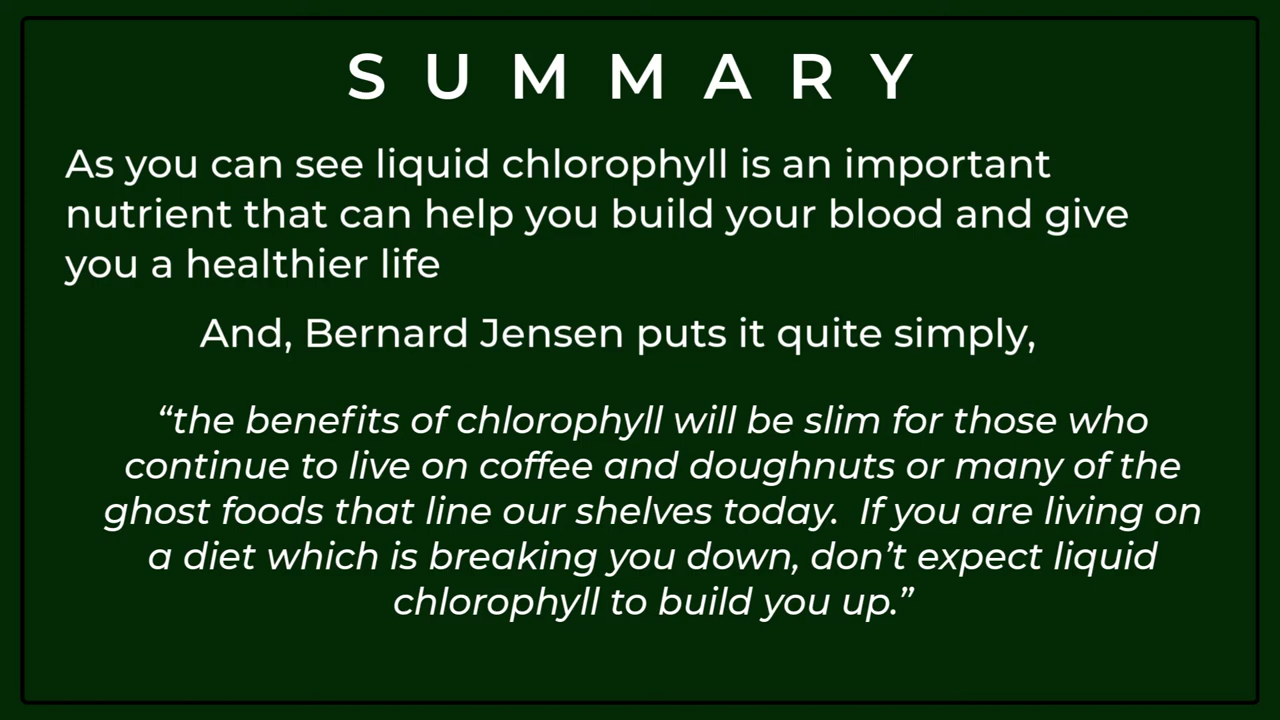 SUMMARY
As you can see liquid chlorophyll is an important
nutrient that can help you build your blood and give
you a healthier life
And, Bernard Jensen puts it quite simply,
“the benefits of chlorophyll will be slim for those who
continue to live on coffee and doughnuts or many of the
ghost foods that line our shelves today.  If you are living on
a diet which is breaking you down, don’t expect liquid
chlorophyll to build you up.”